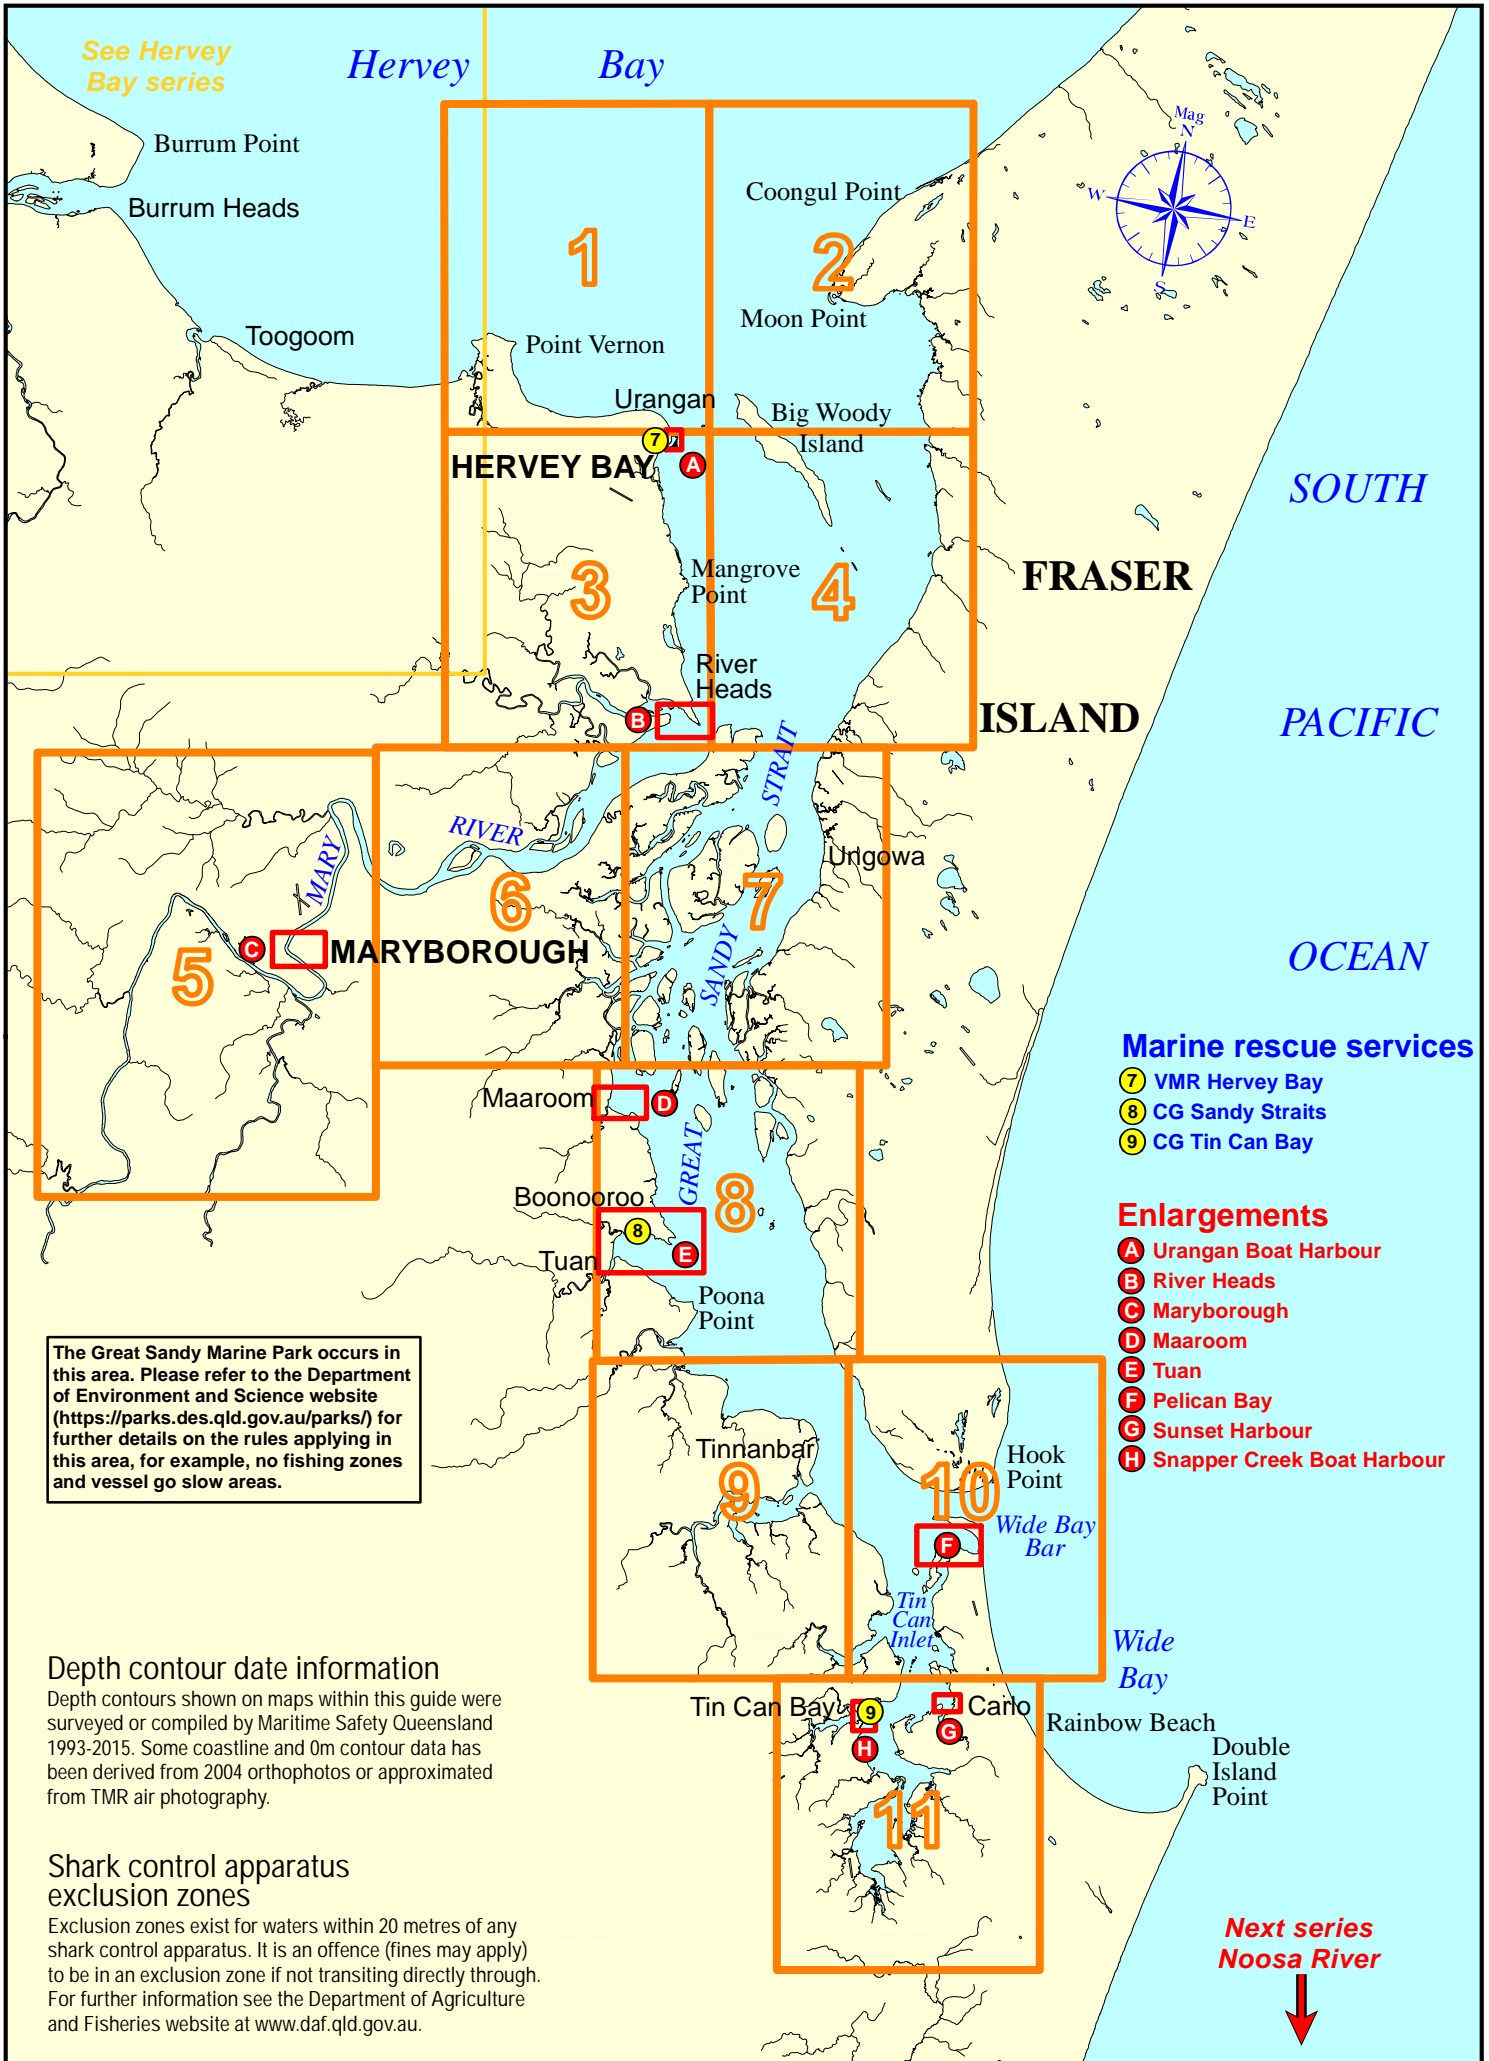 See Hervey
Bay series
Hervey Bay
Mag
N
W
E
S
Burrum Point
Burrum Heads
Coongul Point
1
2
Moon Point
Toogoom
Point Vernon
Urangan
Big Woody
Island
7
A
HERVEY BAY
SOUTH
3
4
Mangrove
Point
FRASER
River
Heads
B
ISLAND
PACIFIC
STRAIT
RIVER
MARY
Ungowa
6
7
C
MARYBOROUGH
5
SANDY
OCEAN
Marine rescue services
7 VMR Hervey Bay
8 CG Sandy Straits
9 CG Tin Can Bay
Maaroom
D
GREAT
8
Boonooroo
8
E
Tuan
Poona
Point
Enlargements
A Urangan Boat Harbour
B River Heads
C Maryborough
D Maaroom
E Tuan
F Pelican Bay
G Sunset Harbour
H Snapper Creek Boat Harbour
The Great Sandy Marine Park occurs in
this area. Please refer to the Department
of Environment and Science website
(https://parks.des.qld.gov.au/parks/) for
further details on the rules applying in
this area, for example, no fishing zones
and vessel go slow areas.
Tinnanbar
9
Hook
Point
10
Wide Bay
Bar
F
Tin
Can
Inlet
Wide
Bay
Tin Can Bay
9
H
Carlo
G
Rainbow Beach
Double
Island
Point
11
Depth contour date information
Depth contours shown on maps within this guide were
surveyed or compiled by Maritime Safety Queensland
1993-2015. Some coastline and 0m contour data has
been derived from 2004 orthophotos or approximated
from TMR air photography.
Shark control apparatus
exclusion zones
Exclusion zones exist for waters within 20 metres of any
shark control apparatus. It is an offence (fines may apply)
to be in an exclusion zone if not transiting directly through.
For further information see the Department of Agriculture
and Fisheries website at www.daf.qld.gov.au.
Next series
Noosa River